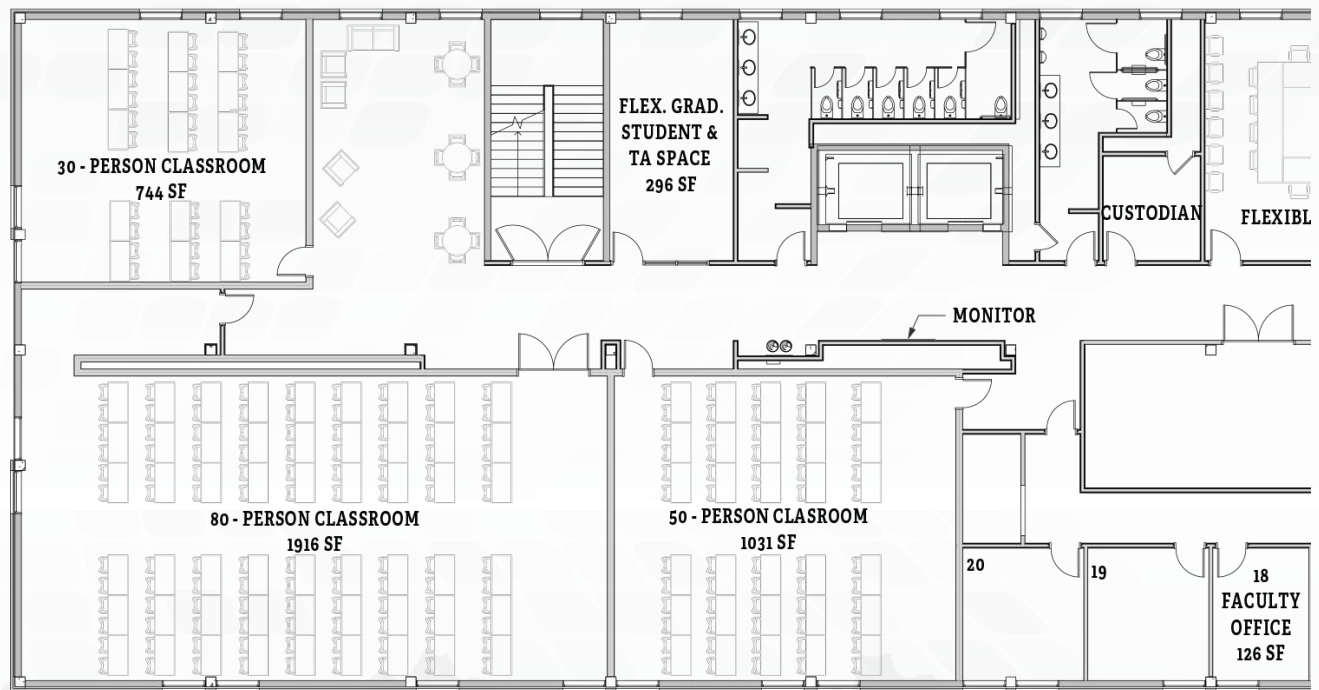 30 - PERSON CLASSROOM
744 SF
FLEX. GRAD.
STUDENT &
TA SPACE
296 SF
CUSTODIAN
FLEXIBL
MONITOR
80 - PERSON CLASSROOM
1916 SF
50 - PERSON CLASROOM
1031 SF
20
19
18
FACULTY
OFFICE
126 SF